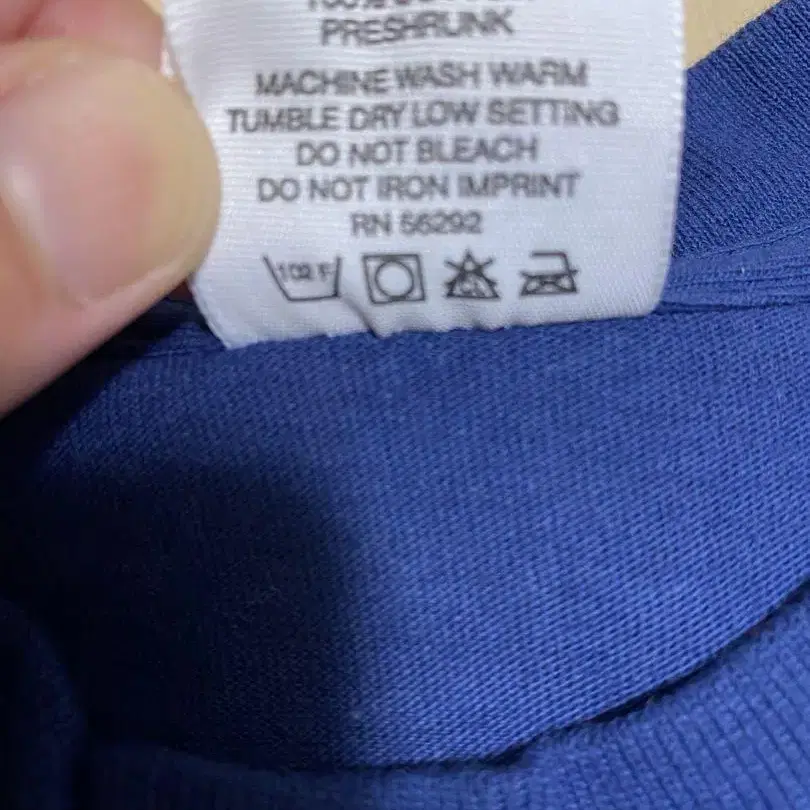 PRESHRUNK
MACHINE WASH WARM
TUMBLE DRY LOW SETTING
DO NOT BLEACH
DO NOT IRON IMPRINT
RN 56292
102 F